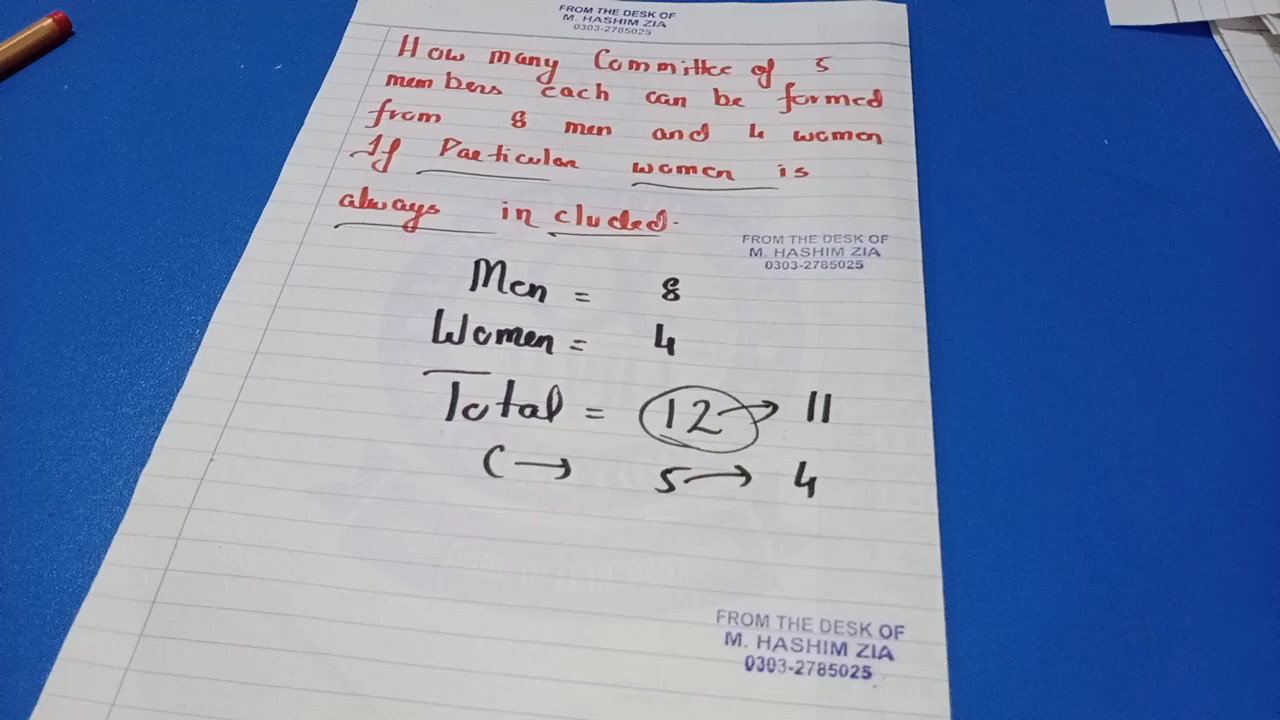 FROM THE DESK OF
M. HASHIM ZIA
0303-2785025
How many Committee of 5
members each can be formed
from 8 men and 4 women
If Particular women is
always included.
FROM THE DESK OF
M. HASHIM ZIA
0303-2785025
Men = 8
Women = 4
Total = 12 → 11
C → 5 → 4
FROM THE DESK OF
M. HASHIM ZIA
0303-2785025